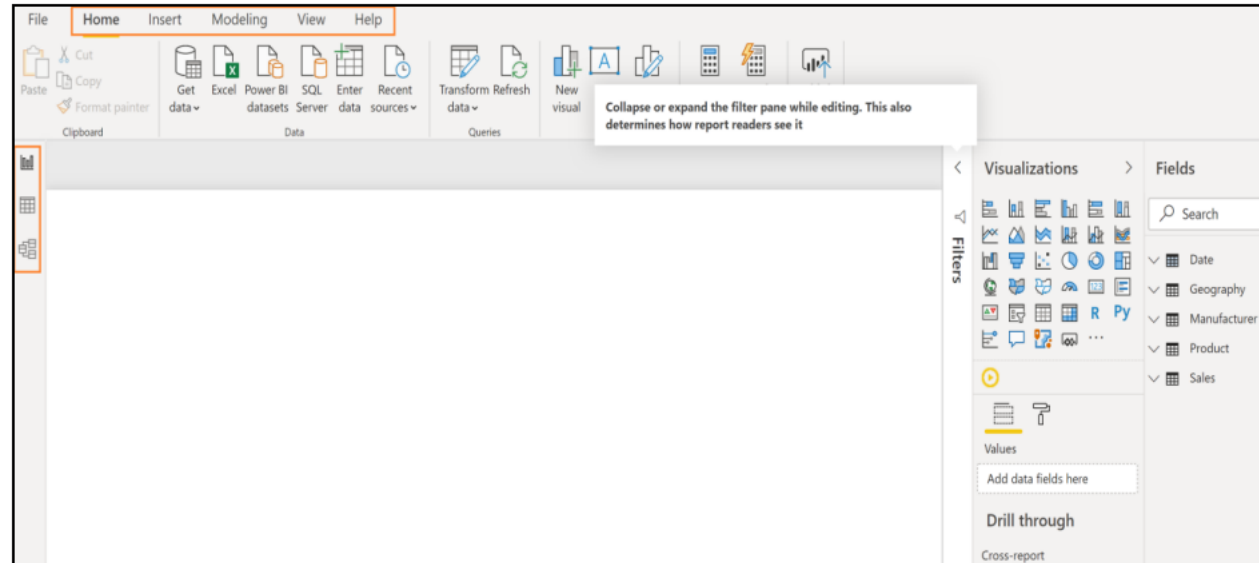 File Home Insert Modeling View Help
Paste
Cut
Copy
Format painter
Clipboard
Get data
Excel
Power BI datasets
SQL Server
Enter data
Recent sources
Data
Transform data
Refresh
Queries
New visual
A
Collapse or expand the filter pane while editing. This also
determines how report readers see it
Filters
Visualizations
R Py
123
...
Values
Add data fields here
Drill through
Cross-report
Fields
Search
Date
Geography
Manufacturer
Product
Sales